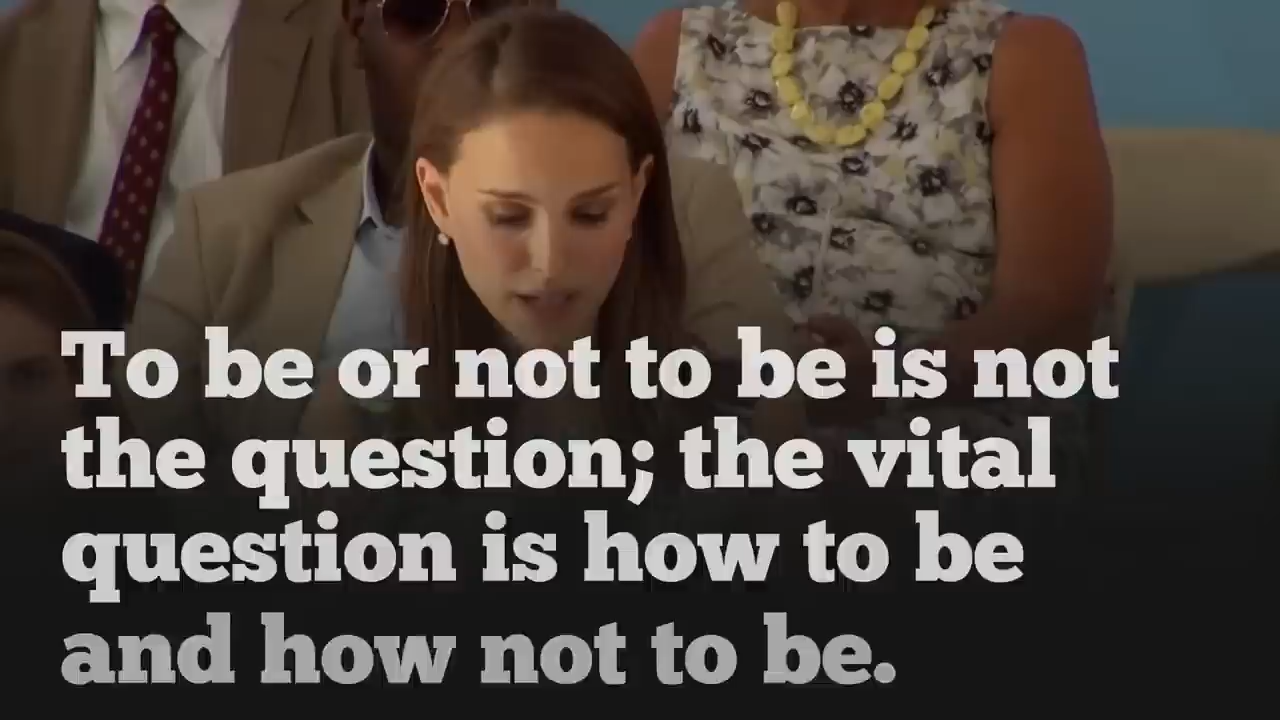 To be or not to be is not
the question; the vital
question is how to be
and how not to be.